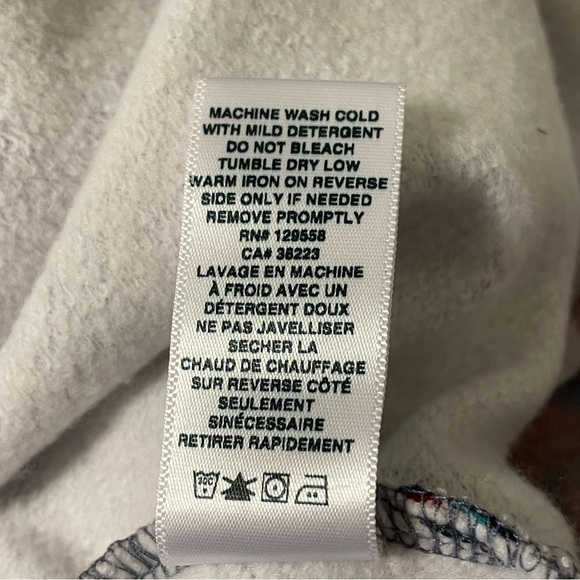 MACHINE WASH COLD
WITH MILD DETERGENT
DO NOT BLEACH
TUMBLE DRY LOW
WARM IRON ON REVERSE
SIDE ONLY IF NEEDED
REMOVE PROMPTLY
RN# 129558
CA# 38223
LAVAGE EN MACHINE
À FROID AVEC UN
DÉTERGENT DOUX
NE PAS JAVELLISER
SECHER LA
CHAUD DE CHAUFFAGE
SUR REVERSE CÔTÉ
SEULEMENT
SINÉCESSAIRE
RETIRER RAPIDEMENT
30C